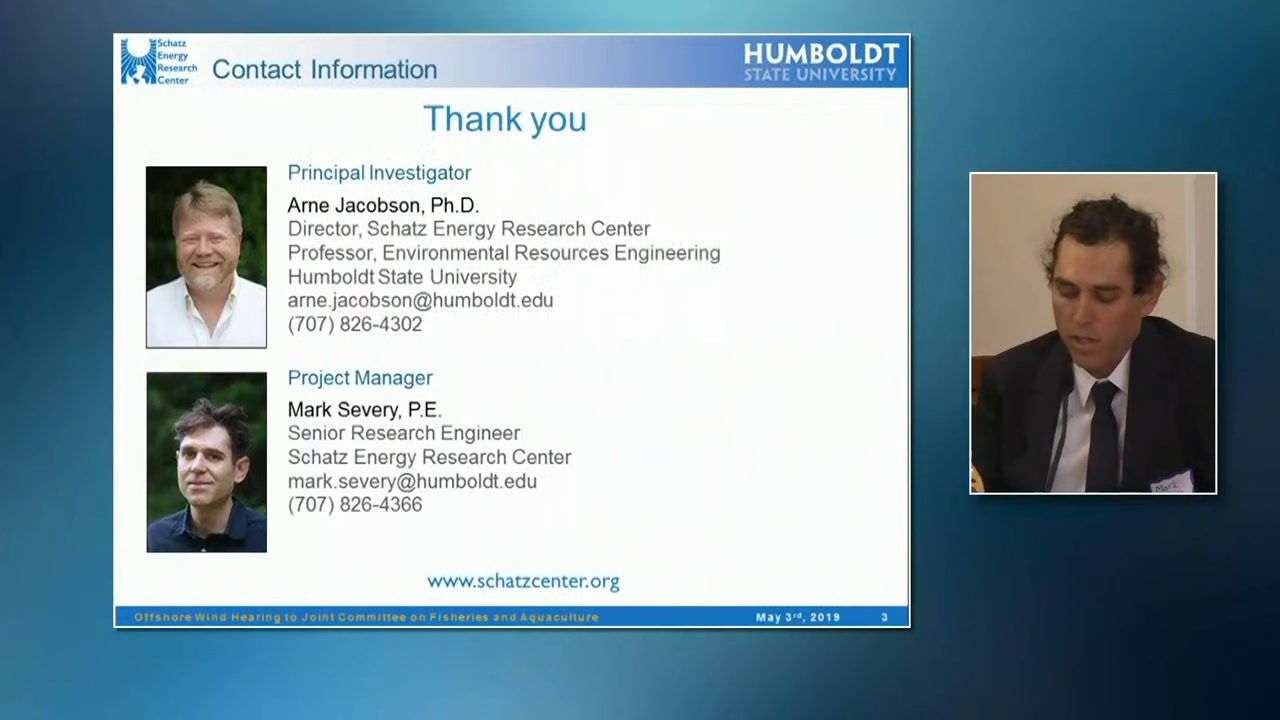 Schatz
Energy
Research
Center
Contact Information
HUMBOLDT
STATE UNIVERSITY
Thank you
Principal Investigator
Arne Jacobson, Ph.D.
Director, Schatz Energy Research Center
Professor, Environmental Resources Engineering
Humboldt State University
arne.jacobson@humboldt.edu
(707) 826-4302
Project Manager
Mark Severy, P.E.
Senior Research Engineer
Schatz Energy Research Center
mark.severy@humboldt.edu
(707) 826-4366
www.schatzcenter.org
Offshore Wind Hearing to Joint Committee on Fisheries and Aquaculture
May 3rd, 2019
3
Mark